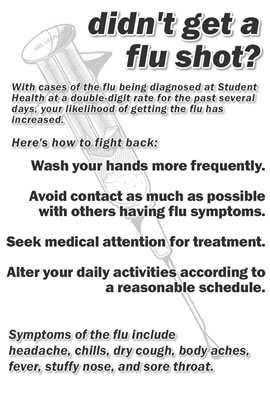 didn't get a
flu shot?
With cases of the flu being diagnosed at Student
Health at a double-digit rate for the past several
days, your likelihood of getting the flu has
increased.
Here's how to fight back:
Wash your hands more frequently.
Avoid contact as much as possible
with others having flu symptoms.
Seek medical attention for treatment.
Alter your daily activities according to
a reasonable schedule.
Symptoms of the flu include
headache, chills, dry cough, body aches,
fever, stuffy nose, and sore throat.